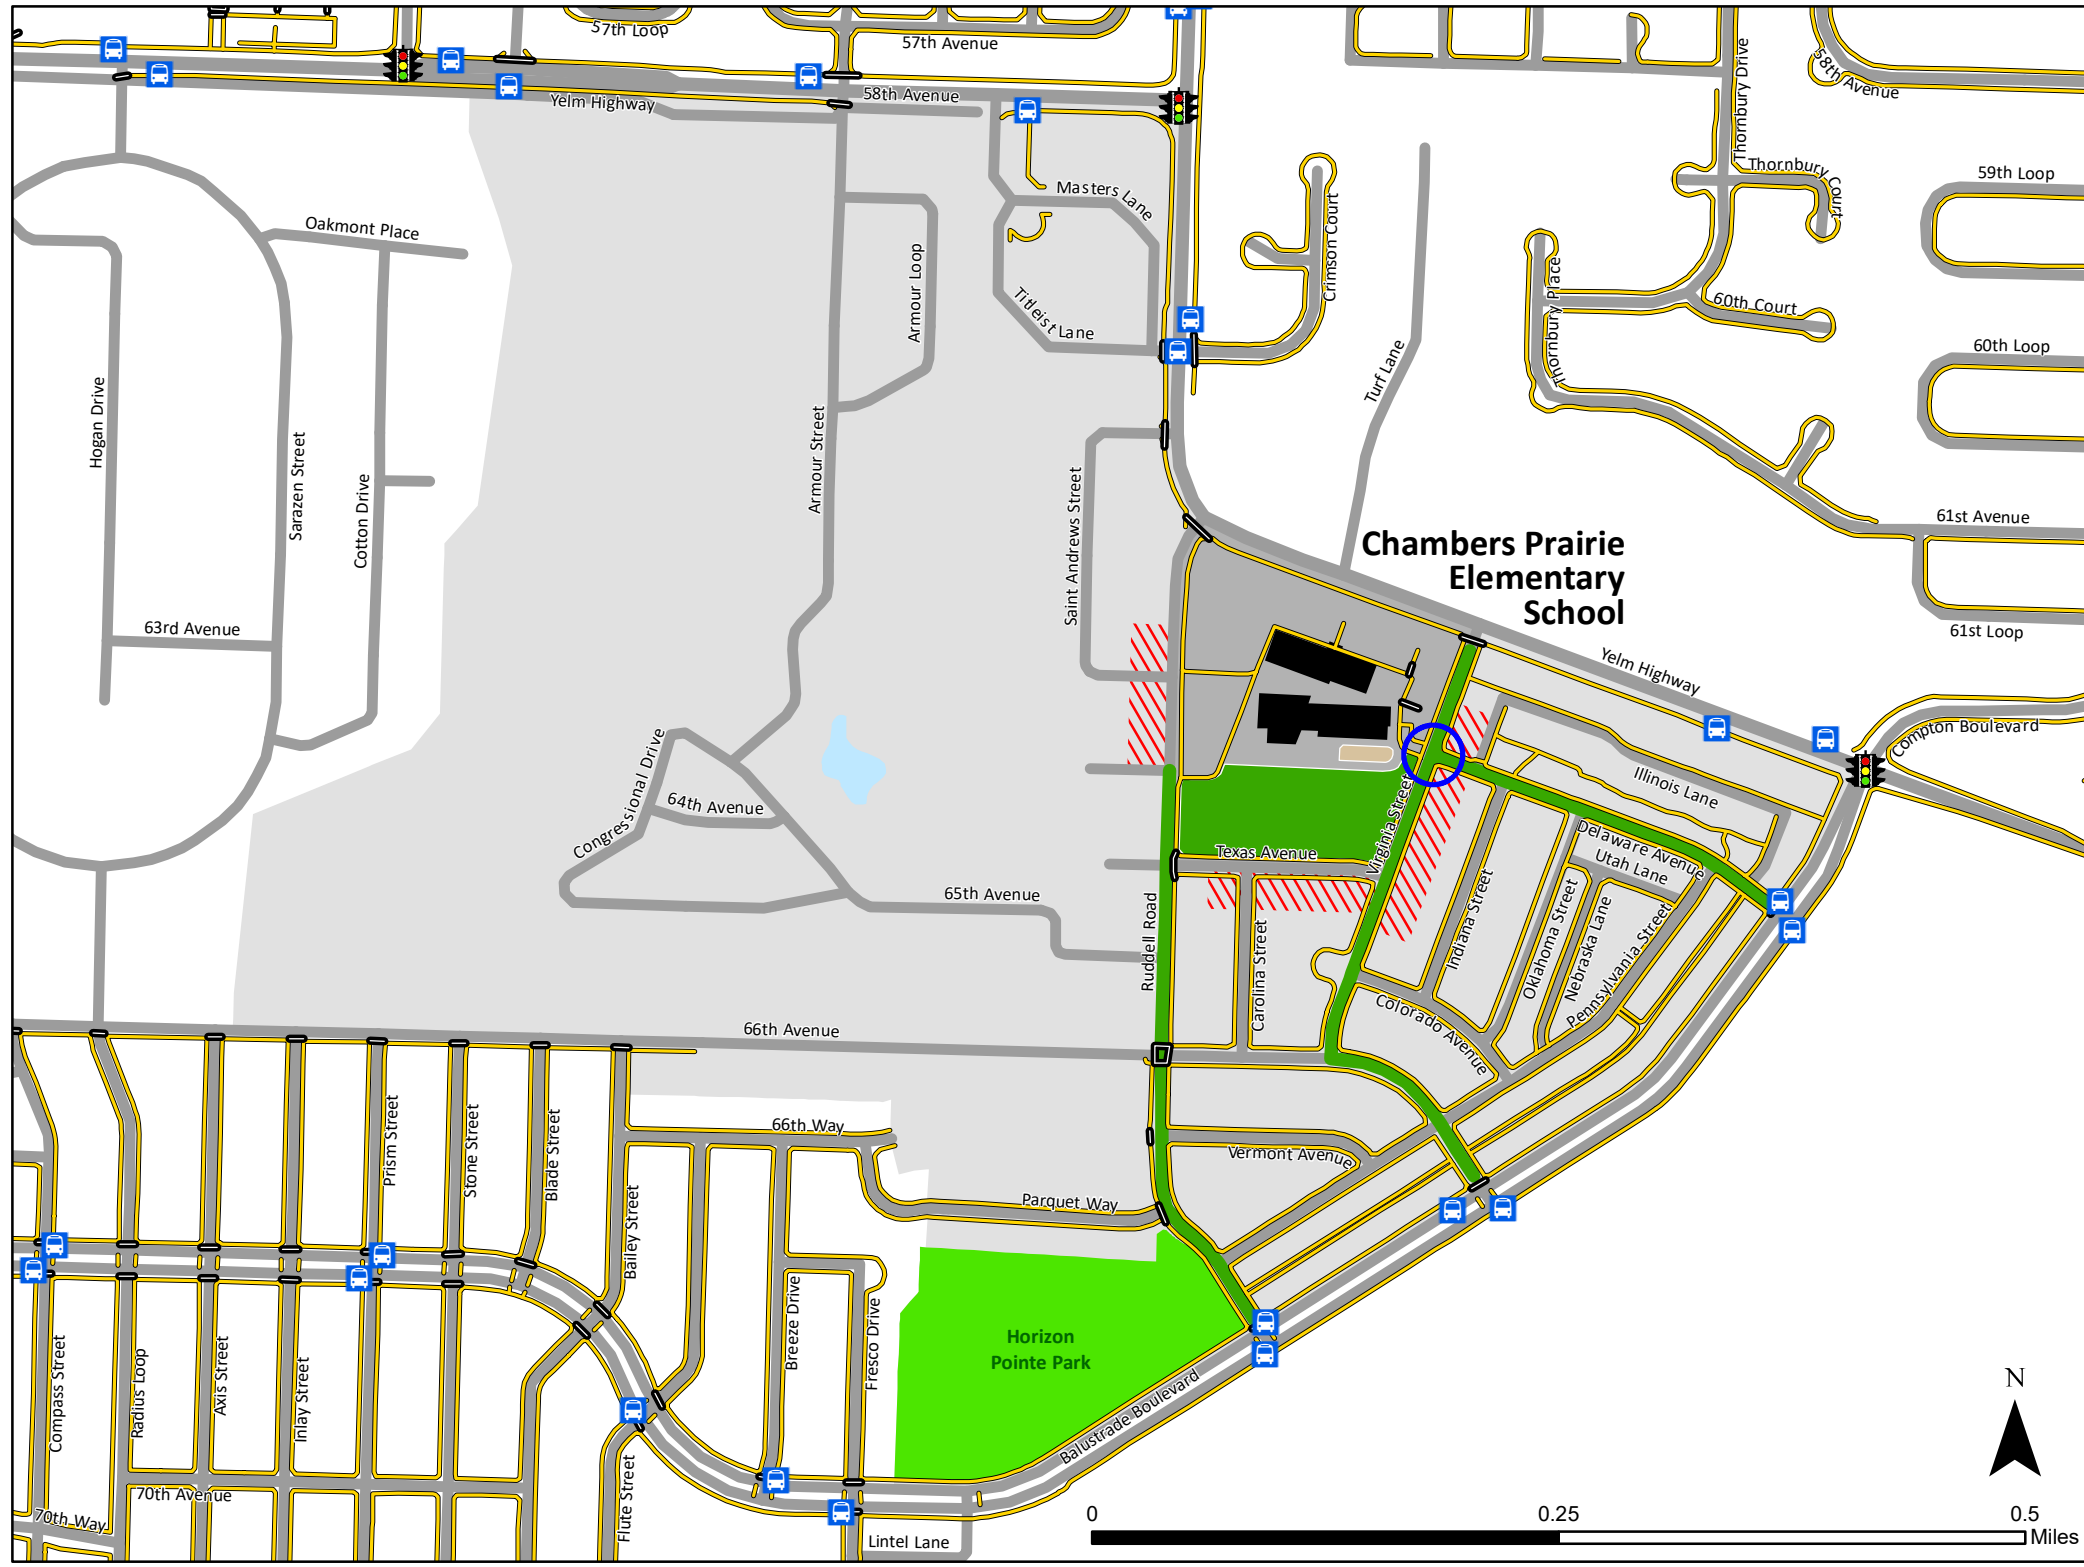 57th Loop
57th Avenue
58th Avenue
Yelm Highway
58th Avenue
Thornbury Drive
Thornbury Court
59th Loop
Masters Lane
Oakmont Place
Armour Loop
Crimson Court
Titleist Lane
Thornbury Place
60th Court
60th Loop
Turf Lane
Hogan Drive
Sarazen Street
Cotton Drive
Armour Street
Saint Andrews Street
61st Avenue
Chambers Prairie
Elementary
School
63rd Avenue
61st Loop
Yelm Highway
Compton Boulevard
Congressional Drive
64th Avenue
Illinois Lane
Virginia street
Texas Avenue
Delaware Avenue
Utah Lane
65th Avenue
Ruddell Road
Carolina Street
Indiana Street
Oklahoma Street
Nebraska Lane
Pennsylvania Street
Colorado Avenue
66th Avenue
66th Way
Vermont Avenue
Prism Street
Stone Street
Blade Street
Bailey Street
Parquet Way
Horizon
Pointe Park
Breeze Drive
Fresco Drive
Compass Street
Radius Loop
Axis Street
Inlay Street
Balustrade Boulevard
Flute Street
70th Avenue
70th Way
Lintel Lane
N
0
0.25
0.5
Miles